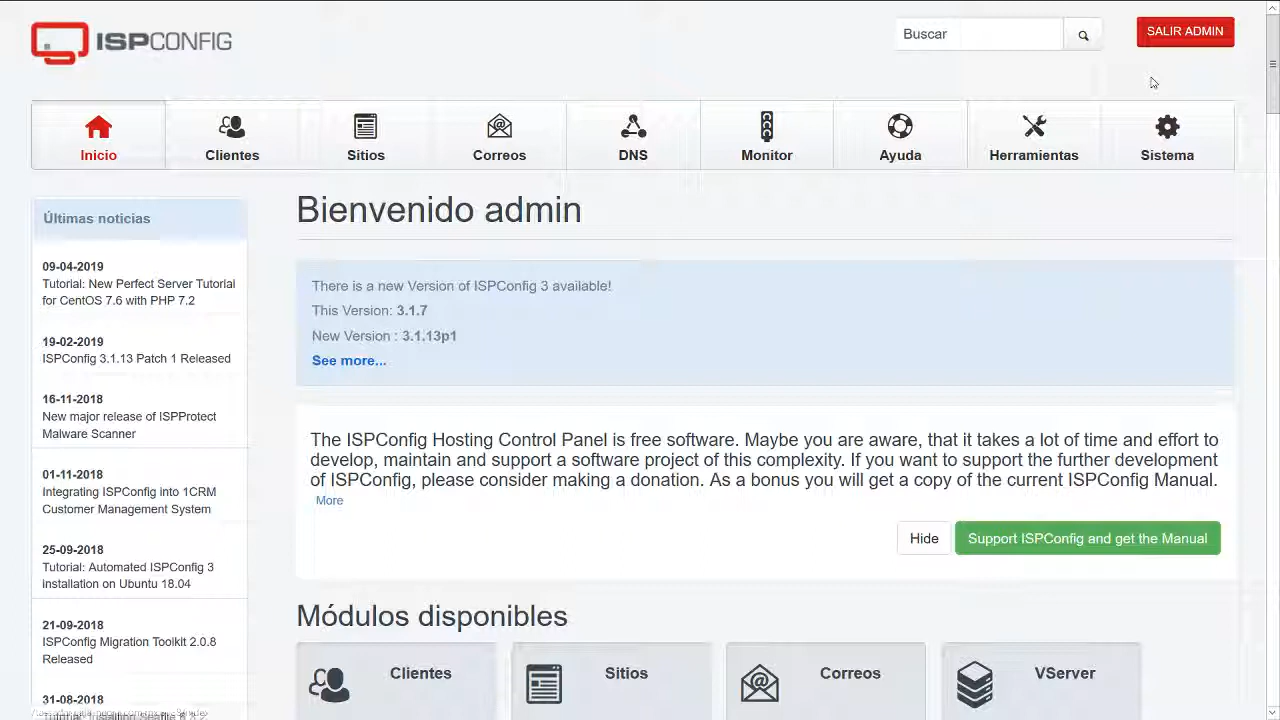 ISPCONFIG
Buscar
SALIR ADMIN
Inicio
Clientes
Sitios
Correos
DNS
Monitor
Ayuda
Herramientas
Sistema
Últimas noticias
09-04-2019
Tutorial: New Perfect Server Tutorial
for CentOS 7.6 with PHP 7.2
19-02-2019
ISPConfig 3.1.13 Patch 1 Released
16-11-2018
New major release of ISPProtect
Malware Scanner
01-11-2018
Integrating ISPConfig into 1CRM
Customer Management System
25-09-2018
Tutorial: Automated ISPConfig 3
Installation on Ubuntu 18.04
21-09-2018
ISPConfig Migration Toolkit 2.0.8
Released
31-08-2018
Bienvenido admin
There is a new Version of ISPConfig 3 available!
This Version: 3.1.7
New Version : 3.1.13p1
See more...
The ISPConfig Hosting Control Panel is free software. Maybe you are aware, that it takes a lot of time and effort to
develop, maintain and support a software project of this complexity. If you want to support the further development
of ISPConfig, please consider making a donation. As a bonus you will get a copy of the current ISPConfig Manual.
More
Hide
Support ISPConfig and get the Manual
Módulos disponibles
Clientes
Sitios
Correos
VServer